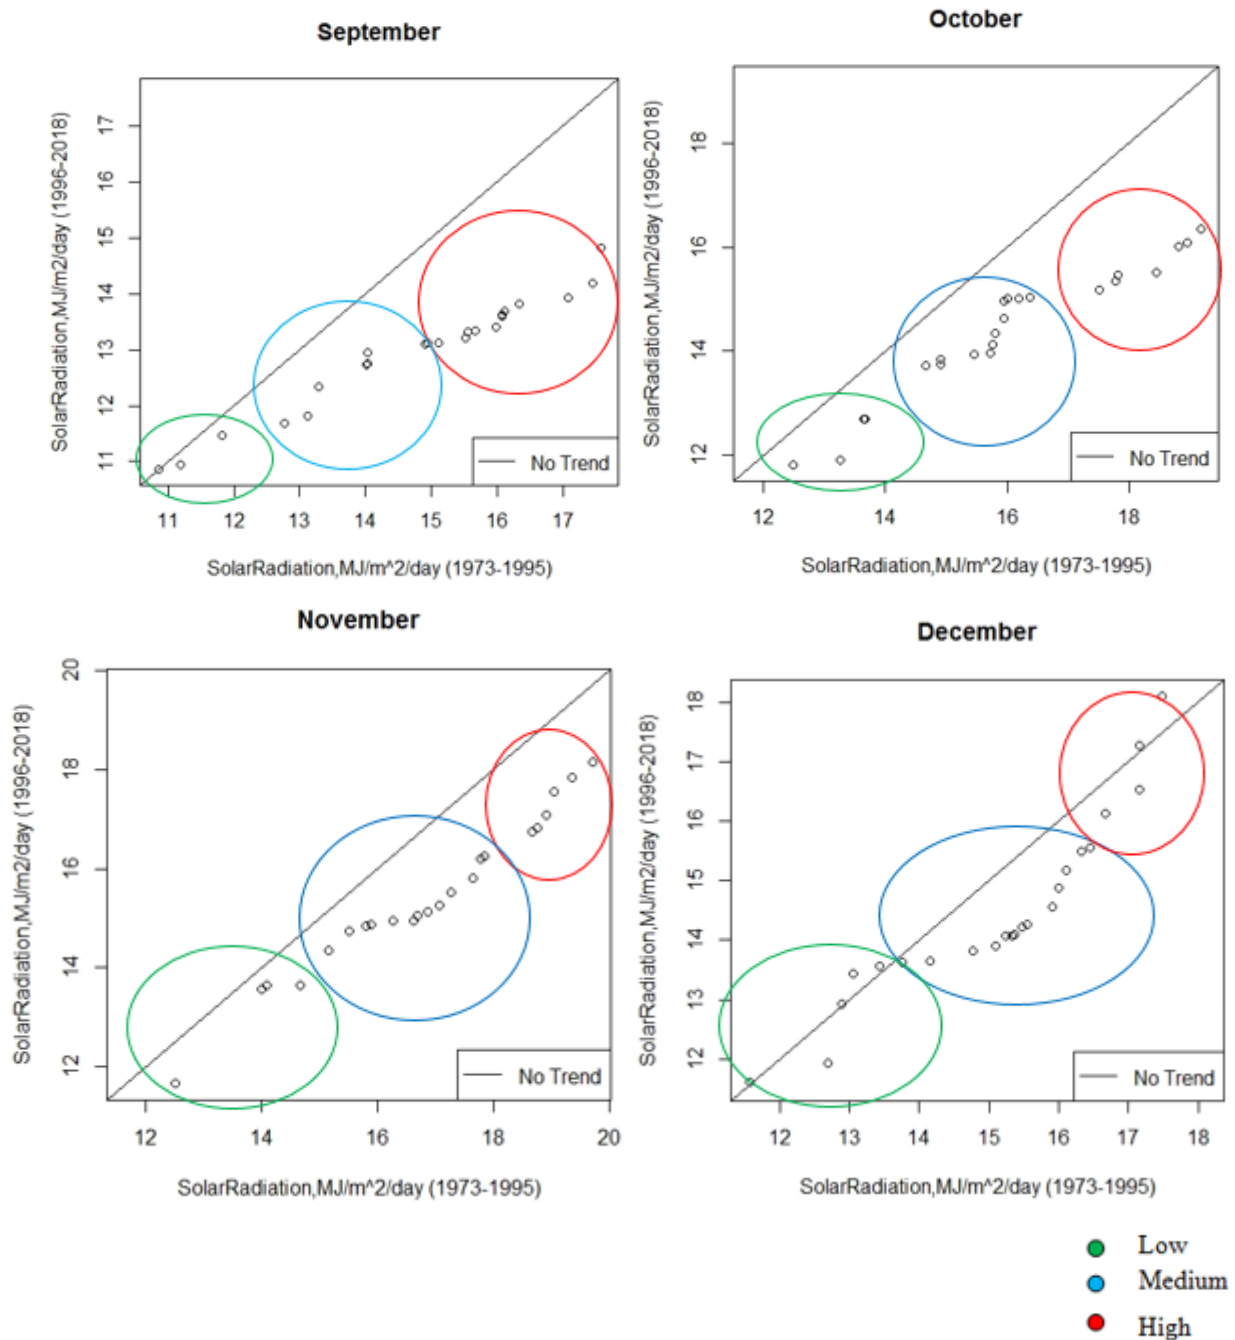 September
SolarRadiation,MJ/m2/day (1996-2018)
17
16
15
14
13
12
11
11 12 13 14 15 16 17
SolarRadiation,MJ/m^2/day (1973-1995)
No Trend
October
SolarRadiation,MJ/m2/day (1996-2018)
18
16
14
12
12 14 16 18
SolarRadiation,MJ/m^2/day (1973-1995)
No Trend
November
SolarRadiation,MJ/m2/day (1996-2018)
20
18
16
14
12
12 14 16 18 20
SolarRadiation,MJ/m^2/day (1973-1995)
No Trend
December
SolarRadiation,MJ/m2/day (1996-2018)
18
17
16
15
14
13
12
12 13 14 15 16 17 18
SolarRadiation,MJ/m^2/day (1973-1995)
No Trend
Low
Medium
High